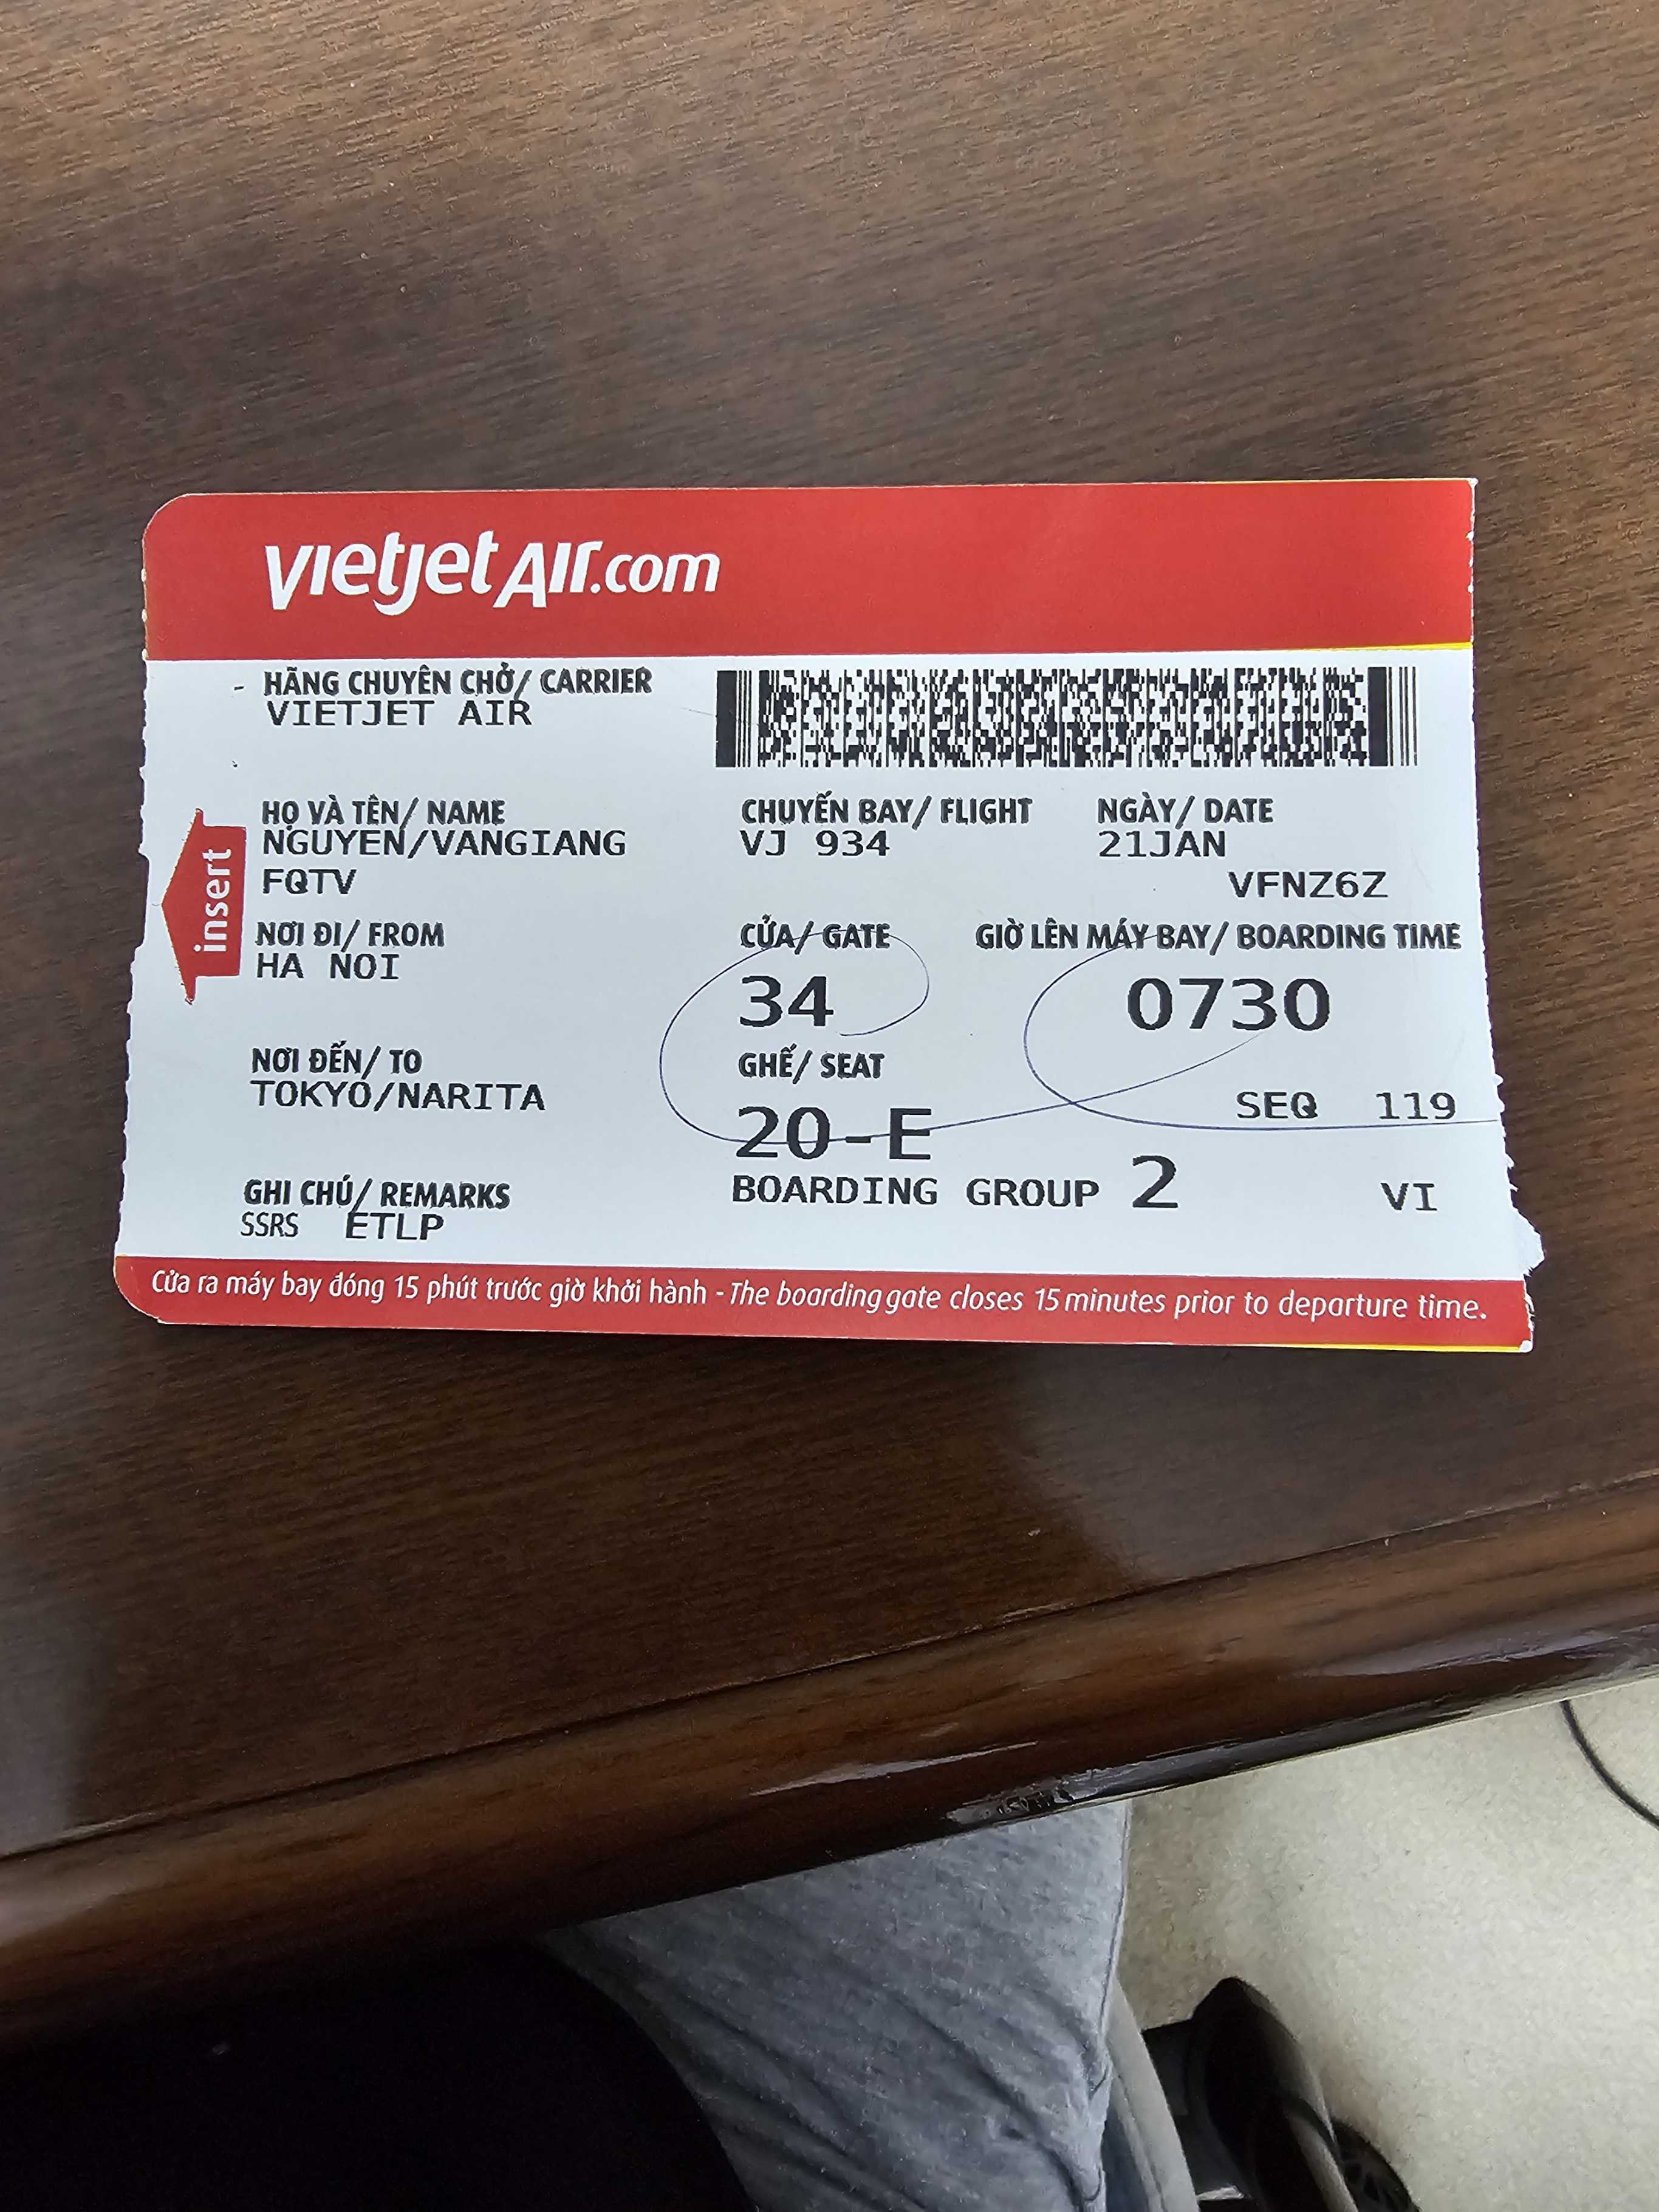 vietjetAir.com
- HÃNG CHUYÊN CHỞ/ CARRIER
VIETJET AIR
HỌ VÀ TÊN/ NAME
NGUYEN/VANGIANG
FQTV
CHUYẾN BAY/ FLIGHT
VJ 934
NGÀY/ DATE
21JAN
VFNZ6Z
insert
NƠI ĐI/ FROM
HA NOI
CỬA/ GATE
34
GIỜ LÊN MÁY BAY/ BOARDING TIME
0730
NƠI ĐẾN/ TO
TOKYO/NARITA
GHẾ/ SEAT
20-E
SEQ 119
BOARDING GROUP 2
VI
GHI CHÚ/ REMARKS
SSRS ETLP
Cửa ra máy bay đóng 15 phút trước giờ khởi hành - The boarding gate closes 15 minutes prior to departure time.